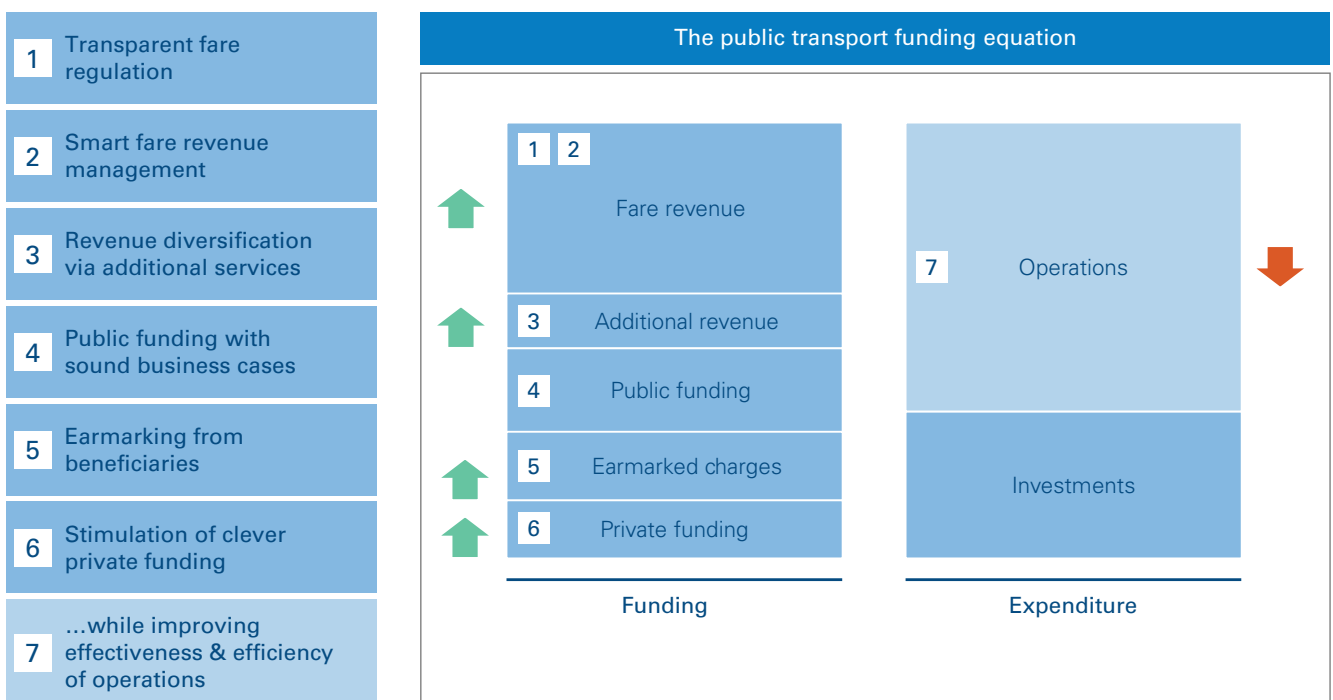 1
Transparent fare
regulation
2
Smart fare revenue
management
3
Revenue diversification
via additional services
4
Public funding with
sound business cases
5
Earmarking from
beneficiaries
6
Stimulation of clever
private funding
7
...while improving
effectiveness & efficiency
of operations
The public transport funding equation
1 2
Fare revenue
3 Additional revenue
4 Public funding
5 Earmarked charges
6 Private funding
Funding
7 Operations
Investments
Expenditure